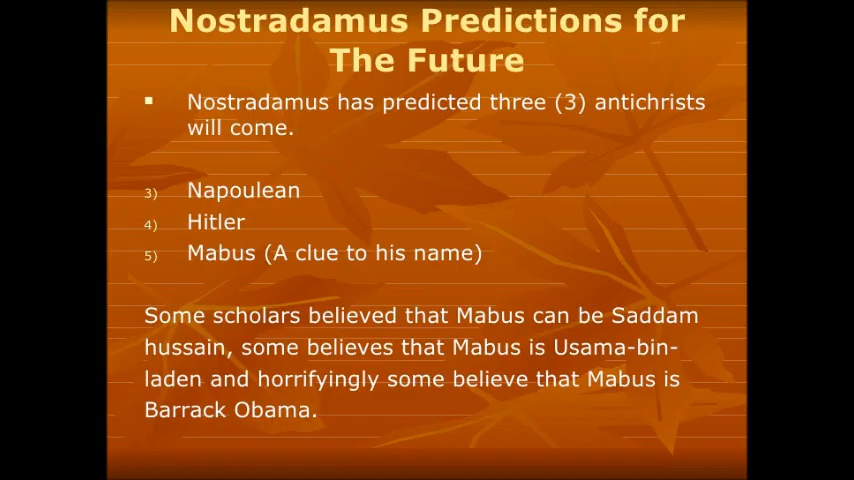 Nostradamus Predictions for
The Future
▪ Nostradamus has predicted three (3) antichrists
will come.
3) Napoulean
4) Hitler
5) Mabus (A clue to his name)
Some scholars believed that Mabus can be Saddam
hussain, some believes that Mabus is Usama-bin-
laden and horrifyingly some believe that Mabus is
Barrack Obama.